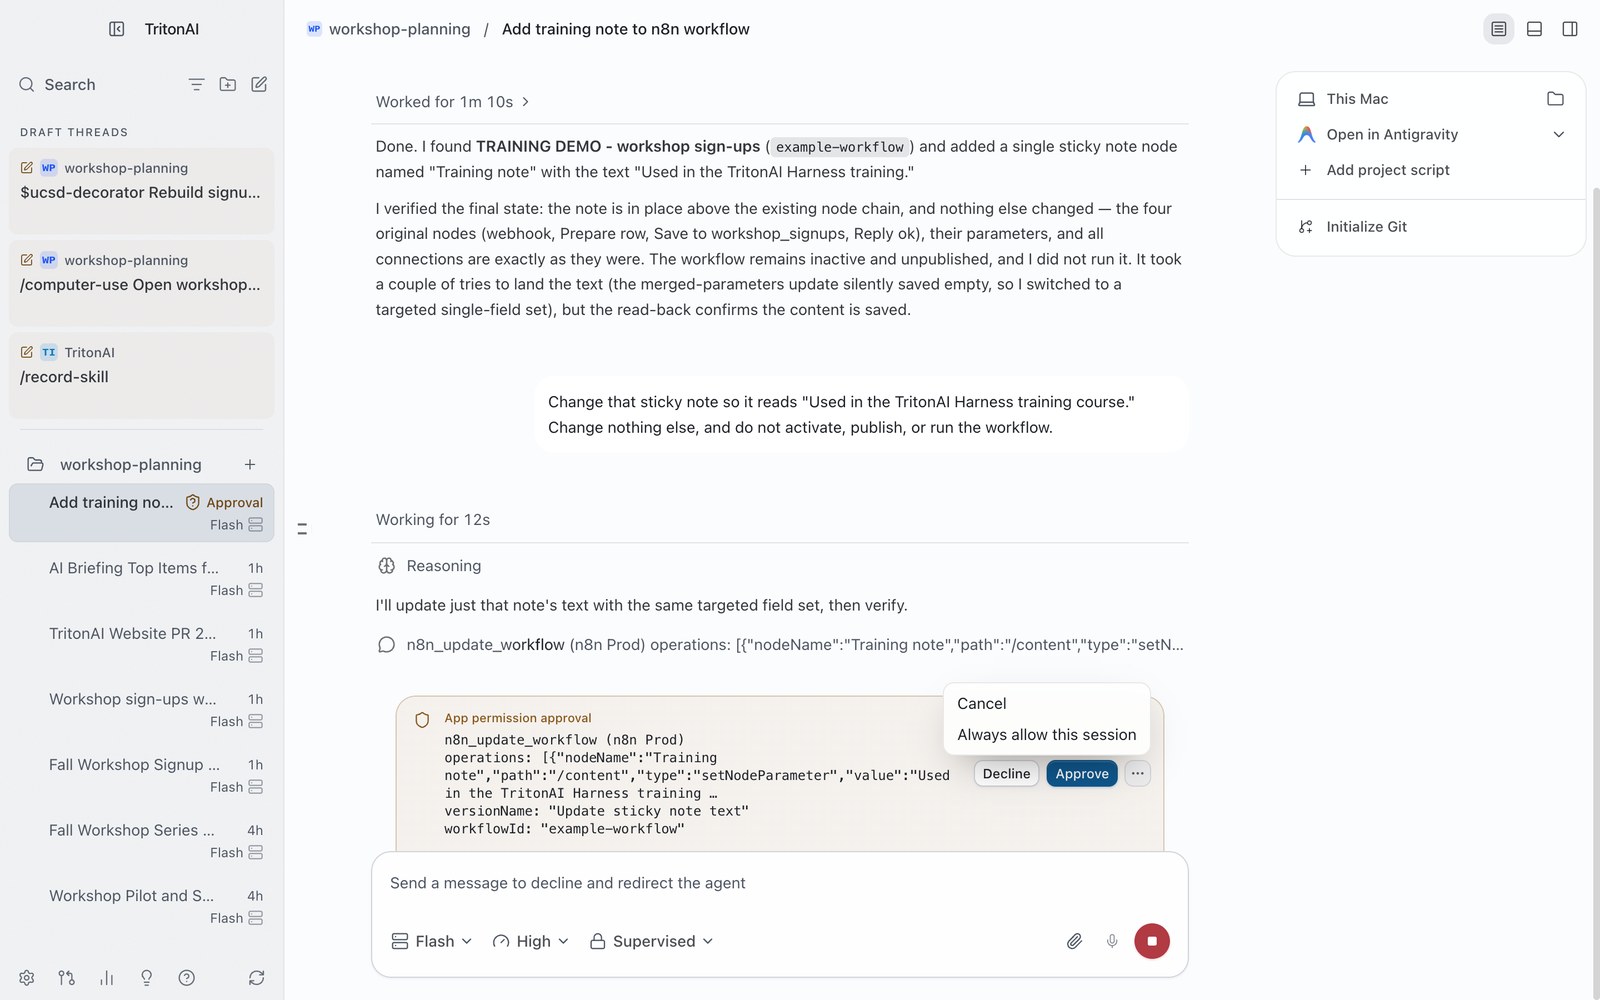 TritonAI
Search
DRAFT THREADS
WP workshop-planning
$ucsd-decorator Rebuild signu...
WP workshop-planning
/computer-use Open workshop...
TI TritonAI
/record-skill
workshop-planning
Add training no... Approval
Flash
AI Briefing Top Items f... 1h
Flash
TritonAI Website PR 2... 1h
Flash
Workshop sign-ups w... 1h
Flash
Fall Workshop Signup ... 1h
Flash
Fall Workshop Series ... 4h
Flash
Workshop Pilot and S... 4h
Flash
WP workshop-planning / Add training note to n8n workflow
Worked for 1m 10s >
Done. I found TRAINING DEMO - workshop sign-ups (example-workflow) and added a single sticky note node
named "Training note" with the text "Used in the TritonAI Harness training."
I verified the final state: the note is in place above the existing node chain, and nothing else changed — the four
original nodes (webhook, Prepare row, Save to workshop_signups, Reply ok), their parameters, and all
connections are exactly as they were. The workflow remains inactive and unpublished, and I did not run it. It took
a couple of tries to land the text (the merged-parameters update silently saved empty, so I switched to a
targeted single-field set), but the read-back confirms the content is saved.
Change that sticky note so it reads "Used in the TritonAI Harness training course."
Change nothing else, and do not activate, publish, or run the workflow.
Working for 12s
Reasoning
I'll update just that note's text with the same targeted field set, then verify.
n8n_update_workflow (n8n Prod) operations: [{"nodeName":"Training note","path":"/content","type":"setN...
Cancel
Always allow this session
App permission approval
n8n_update_workflow (n8n Prod)
operations: [{"nodeName":"Training
note","path":"/content","type":"setNodeParameter","value":"Used
in the TritonAI Harness training …
versionName: "Update sticky note text"
workflowId: "example-workflow"
Decline Approve ...
Send a message to decline and redirect the agent
Flash High Supervised
This Mac
Open in Antigravity
Add project script
Initialize Git